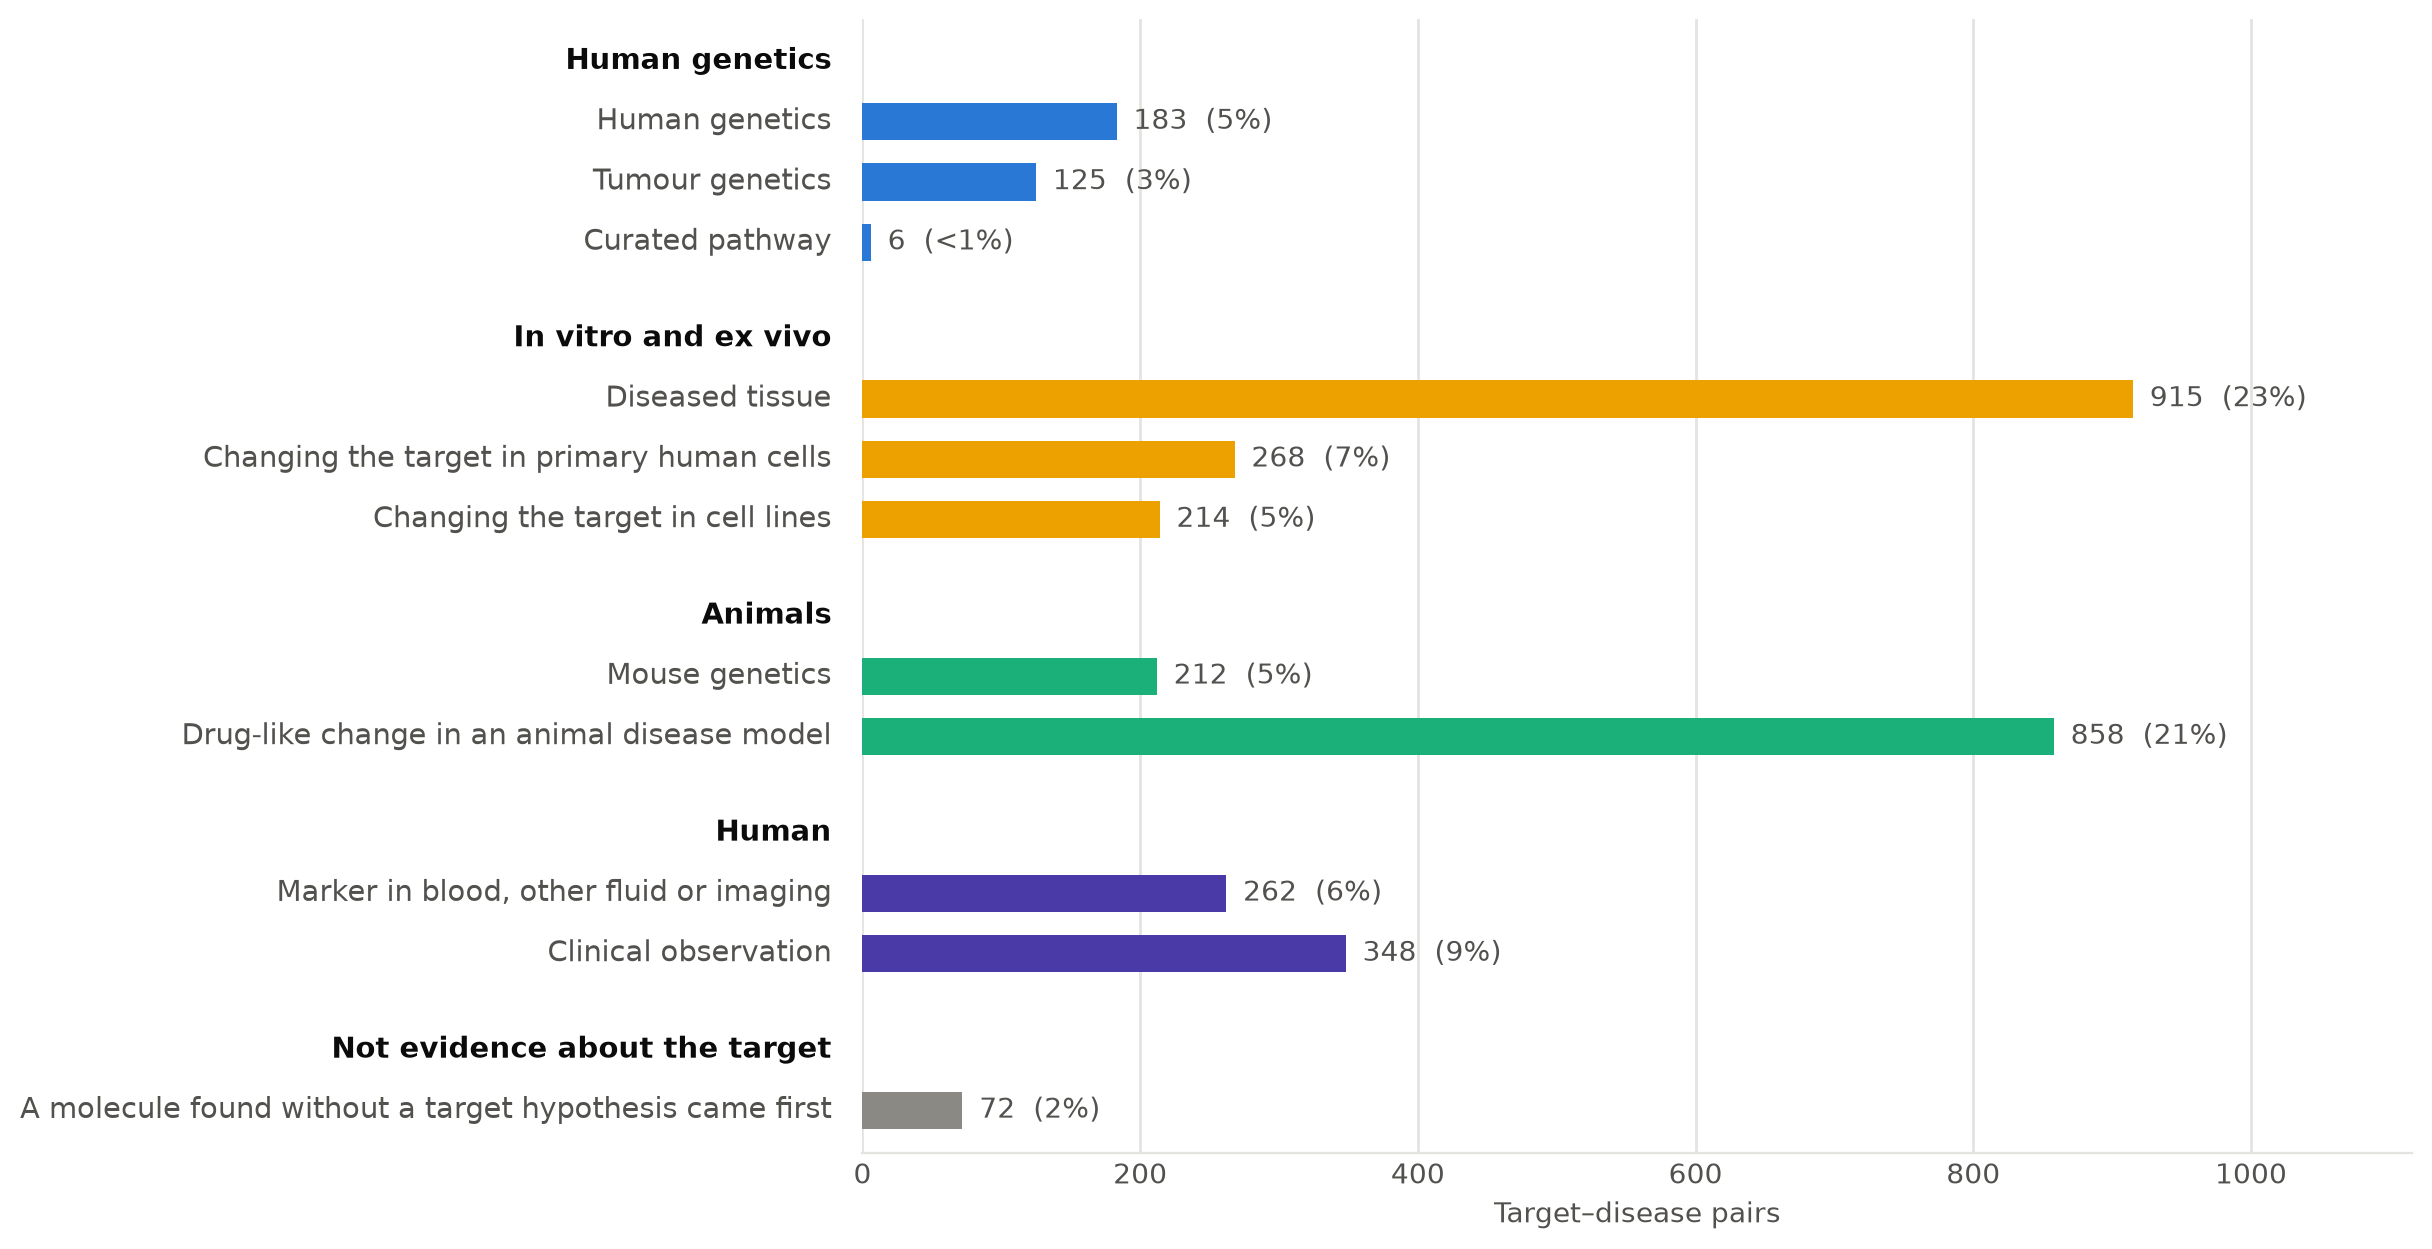 Human genetics
Human genetics 183 (5%)
Tumour genetics 125 (3%)
Curated pathway 6 (<1%)
In vitro and ex vivo
Diseased tissue 915 (23%)
Changing the target in primary human cells 268 (7%)
Changing the target in cell lines 214 (5%)
Animals
Mouse genetics 212 (5%)
Drug-like change in an animal disease model 858 (21%)
Human
Marker in blood, other fluid or imaging 262 (6%)
Clinical observation 348 (9%)
Not evidence about the target
A molecule found without a target hypothesis came first 72 (2%)
0 200 400 600 800 1000
Target–disease pairs